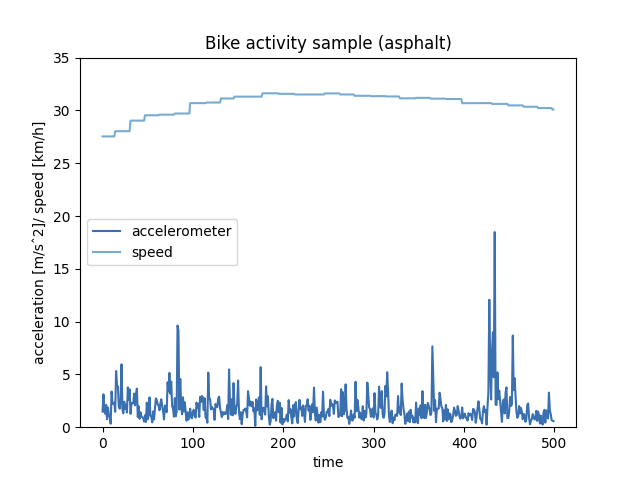 Bike activity sample (asphalt)
35
30
25
20
15
10
5
0
acceleration [m/s^2]/ speed [km/h]
accelerometer
speed
0
100
200
300
400
500
time